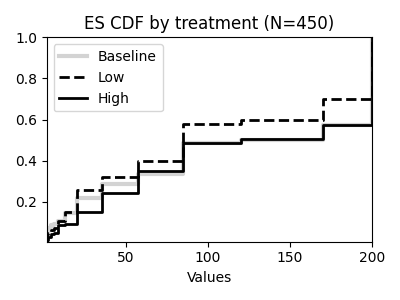 ES CDF by treatment (N=450)
1.0
0.8
0.6
0.4
0.2
Baseline
Low
High
50 100 150 200
Values